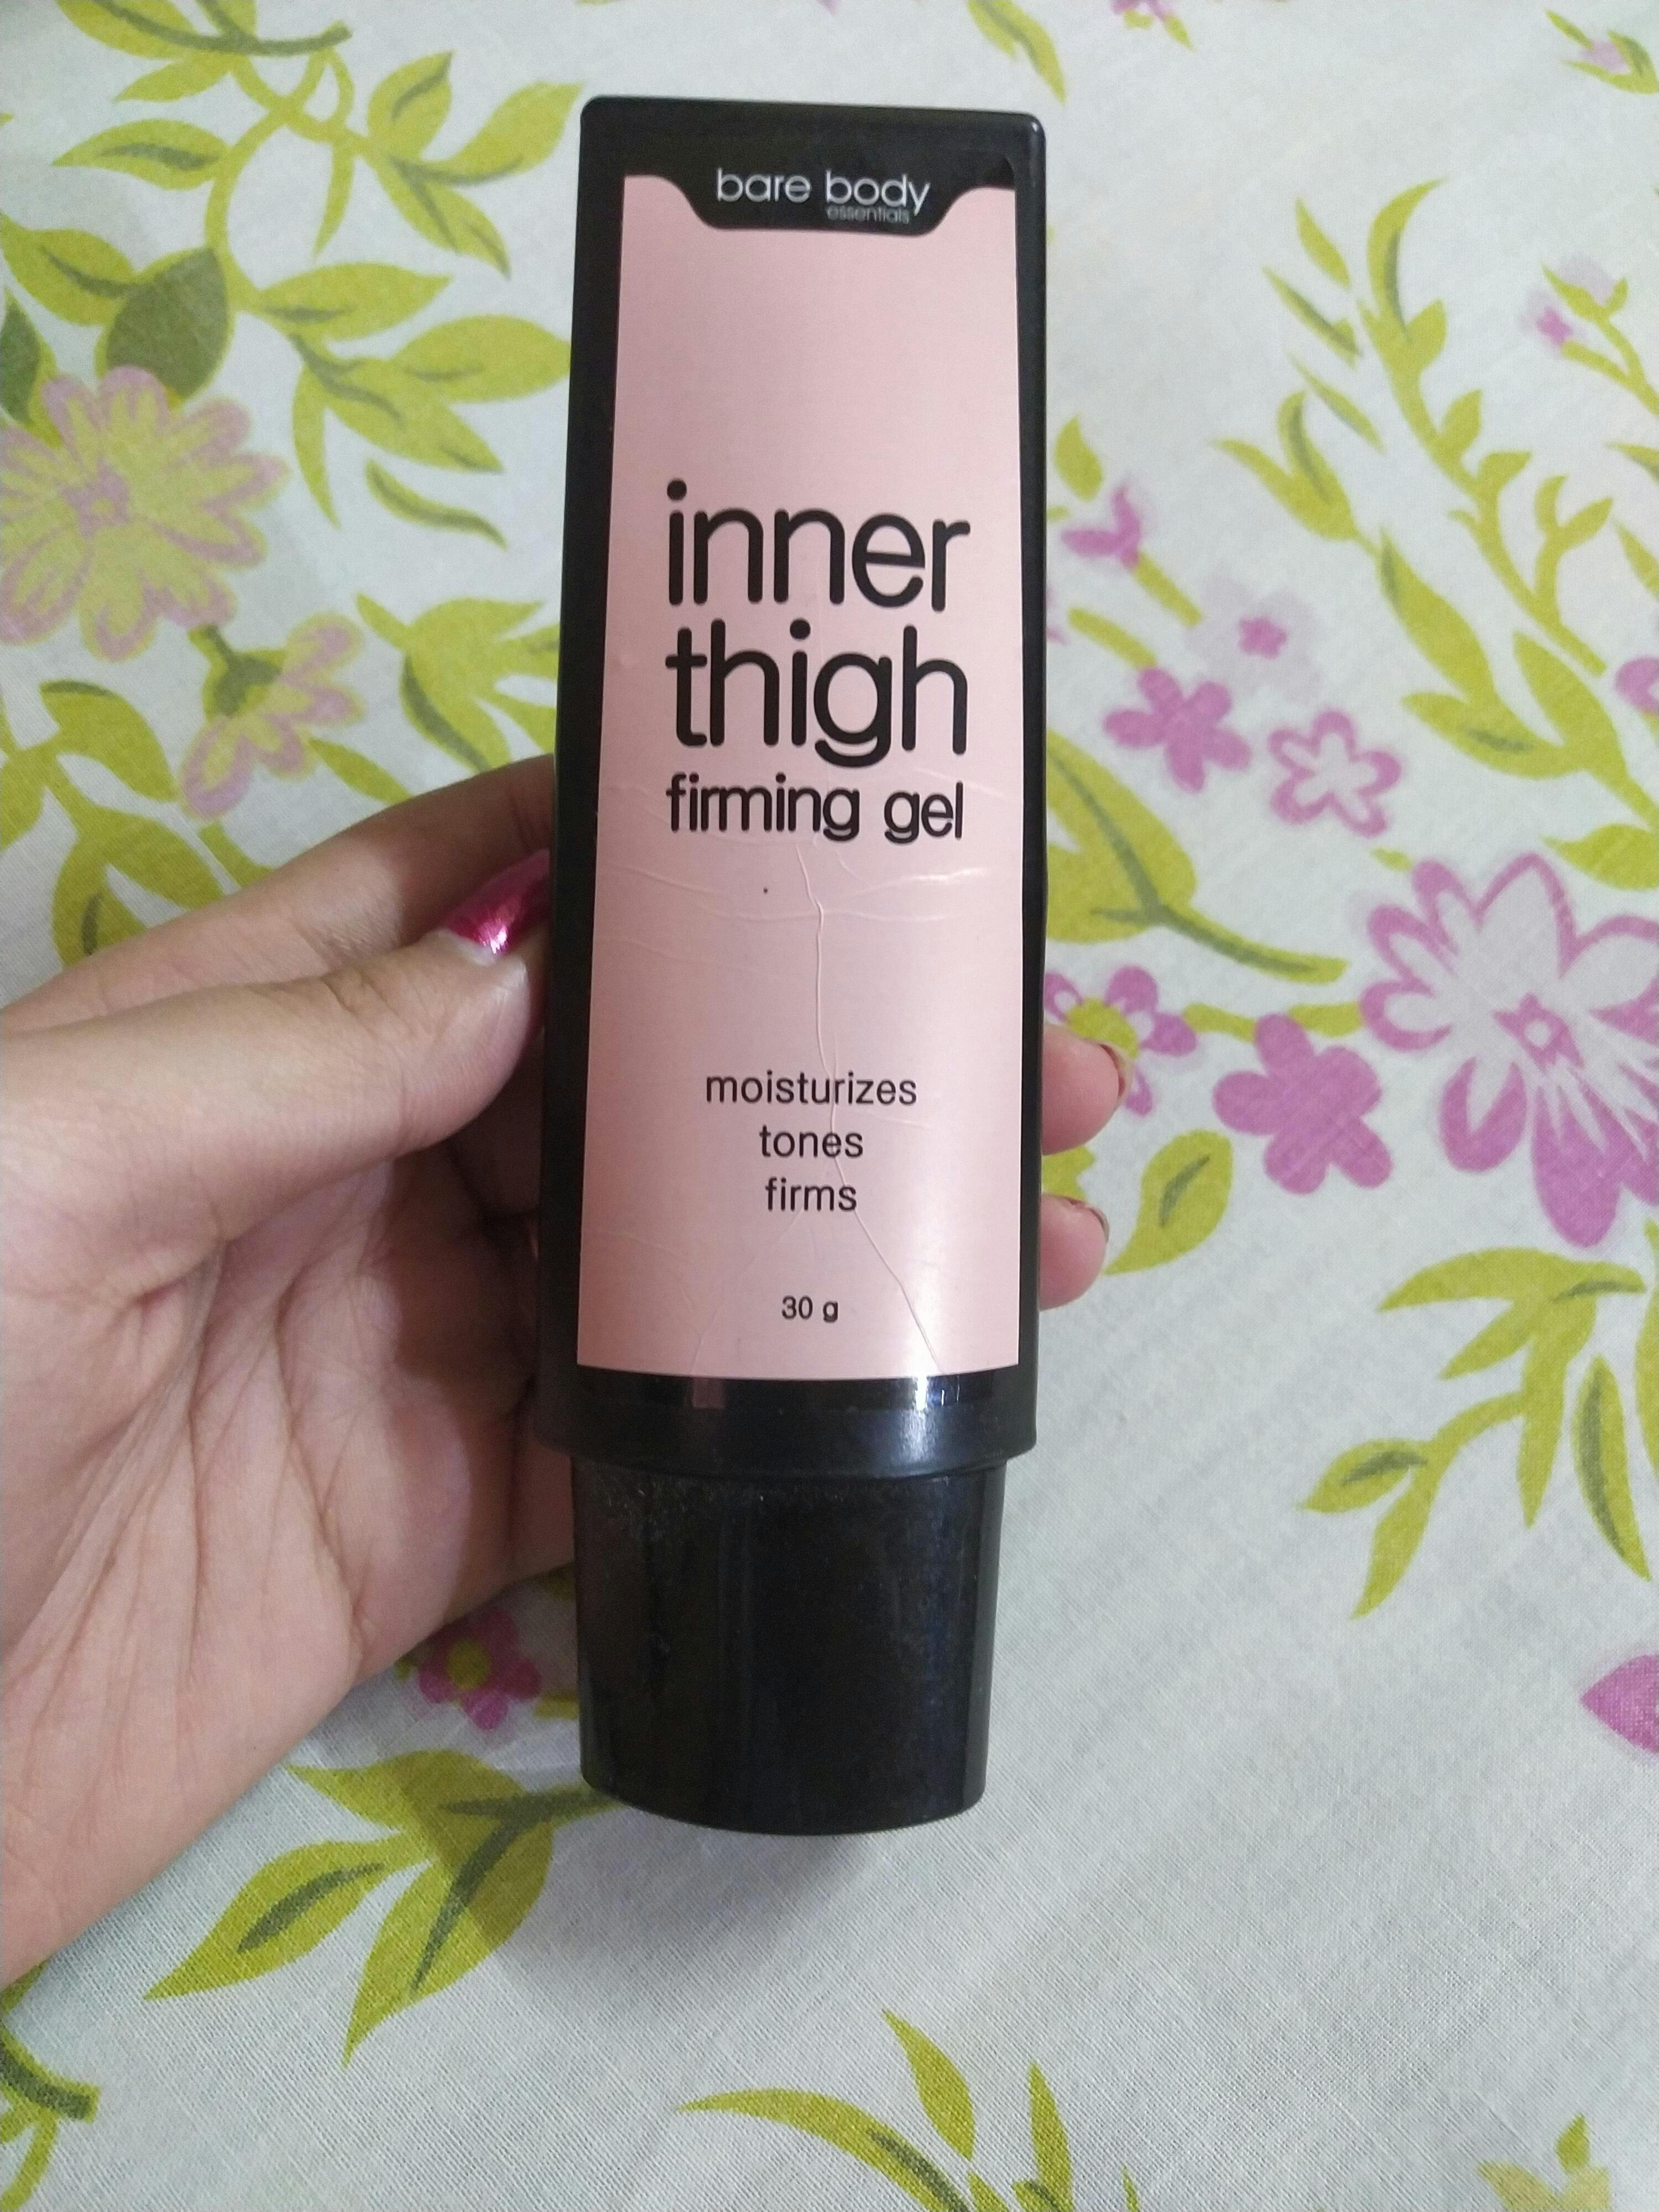 bare body
essentials
inner
thigh
firming gel
moisturizes
tones
firms
30 g